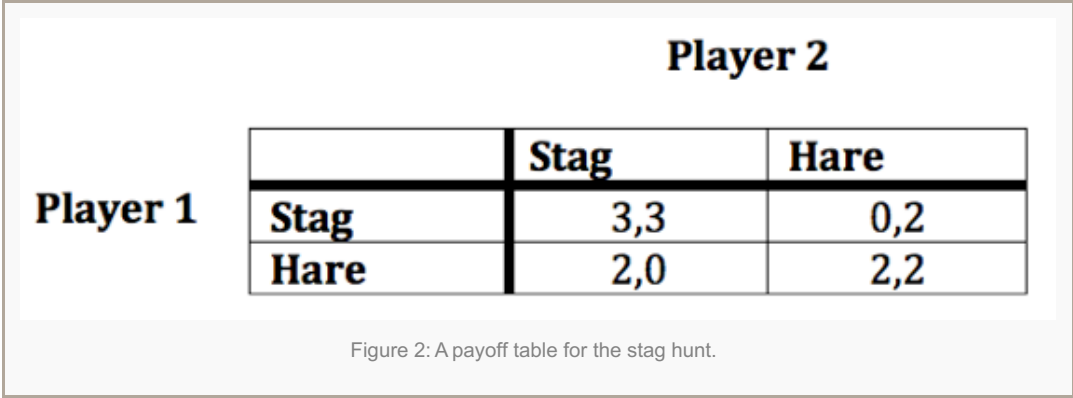 Player 2
Stag Hare
Player 1
Stag 3,3 0,2
Hare 2,0 2,2
Figure 2: A payoff table for the stag hunt.